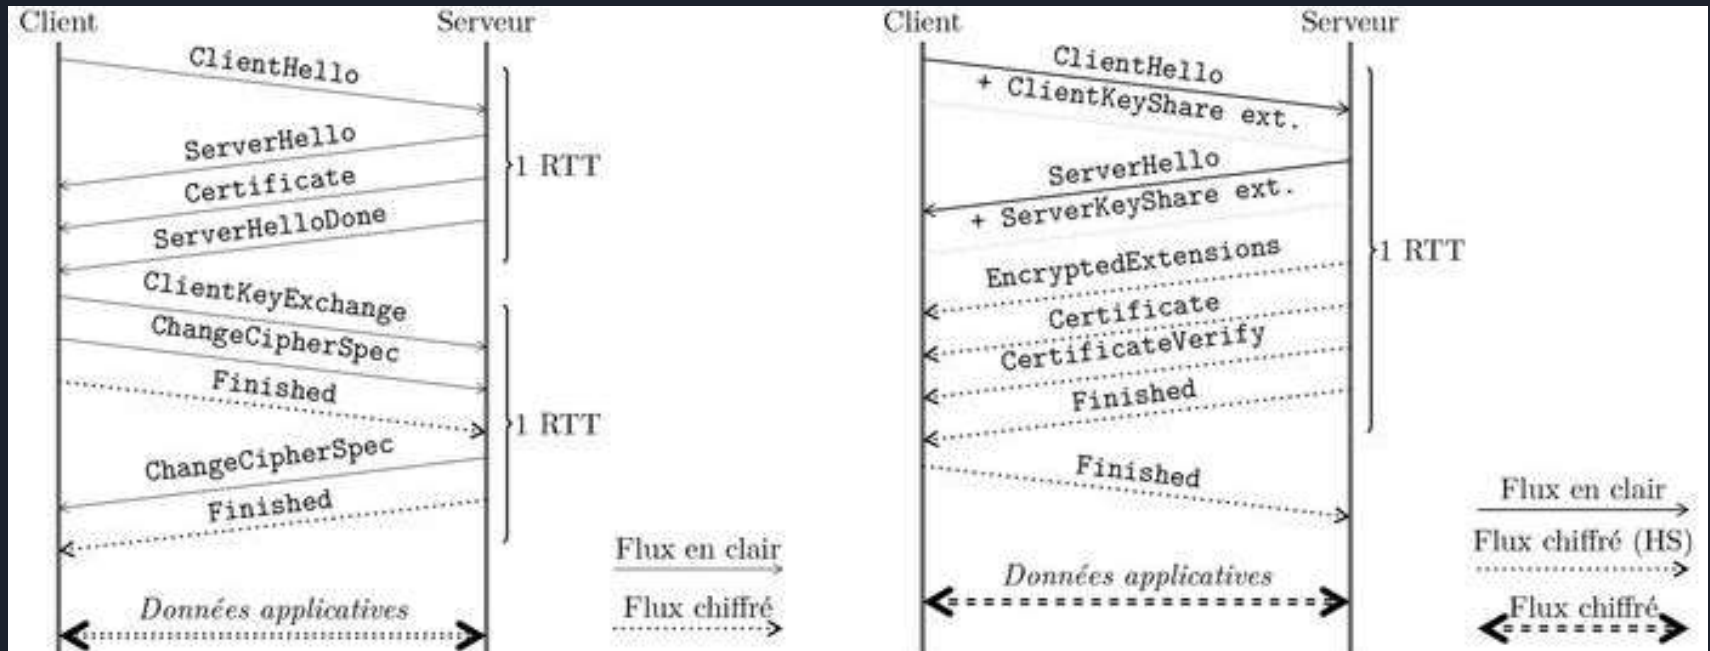 Client
Serveur
ClientHello
ServerHello
Certificate
ServerHelloDone
1 RTT
ClientKeyExchange
ChangeCipherSpec
Finished
ChangeCipherSpec
Finished
1 RTT
Données applicatives
Flux en clair
Flux chiffré
Client
Serveur
ClientHello
+ ClientKeyShare ext.
ServerHello
+ ServerKeyShare ext.
EncryptedExtensions
Certificate
CertificateVerify
Finished
1 RTT
Finished
Données applicatives
Flux en clair
Flux chiffré (HS)
Flux chiffré